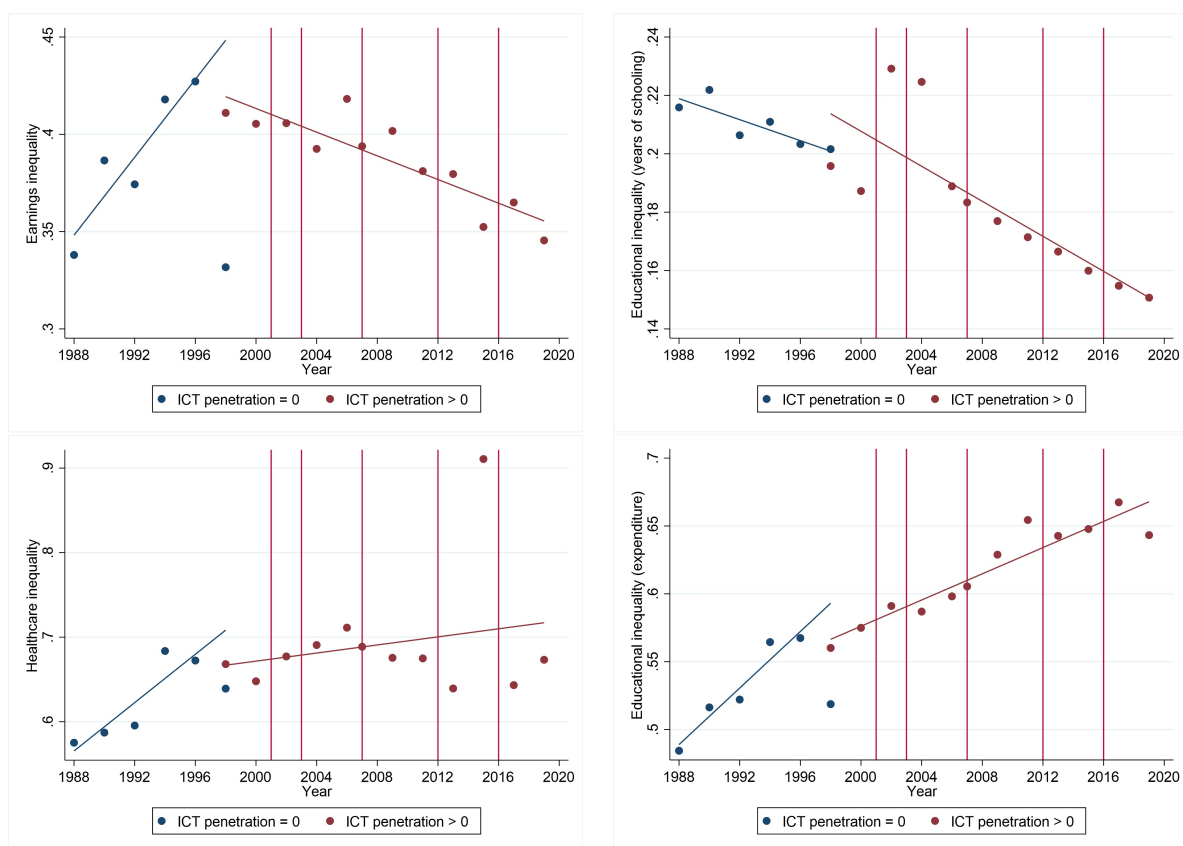 Earnings inequality
.45
.4
.35
.3
1988 1992 1996 2000 2004 2008 2012 2016 2020
Year
ICT penetration = 0 ICT penetration > 0
Educational inequality (years of schooling)
.24
.22
.2
.18
.16
.14
1988 1992 1996 2000 2004 2008 2012 2016 2020
Year
ICT penetration = 0 ICT penetration > 0
Healthcare inequality
.9
.8
.7
.6
1988 1992 1996 2000 2004 2008 2012 2016 2020
Year
ICT penetration = 0 ICT penetration > 0
Educational inequality (expenditure)
.7
.65
.6
.55
.5
1988 1992 1996 2000 2004 2008 2012 2016 2020
Year
ICT penetration = 0 ICT penetration > 0